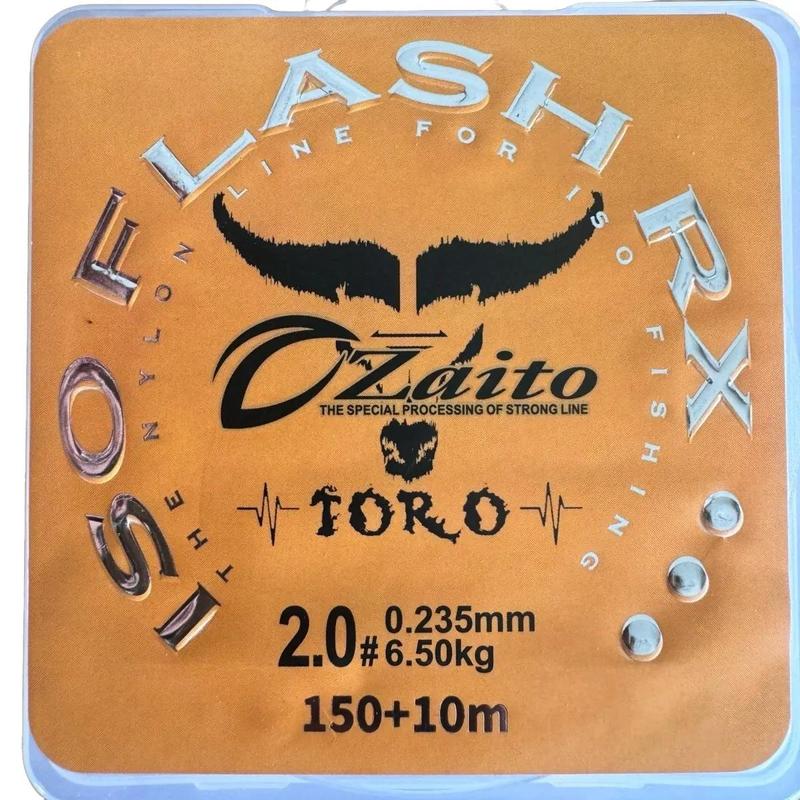 ISO FLASH RX
THE NYLON LINE FOR ISO FISHING
OZaito
THE SPECIAL PROCESSING OF STRONG LINE
TORO
2.0# 0.235mm
6.50kg
150+10m